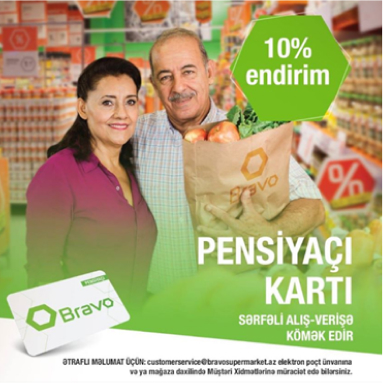 10%
endirim
Bravo
PENSİYAÇI
KARTI
SƏRFƏLİ ALIŞ-VERİŞƏ
KÖMƏK EDİR
Bravo
ƏTRAFLI MƏLUMAT ÜÇÜN: customerservice@bravosupermarket.az elektron poçt ünvanına
və ya mağaza daxilində Müştəri Xidmətlərinə müraciət edə bilərsiniz.